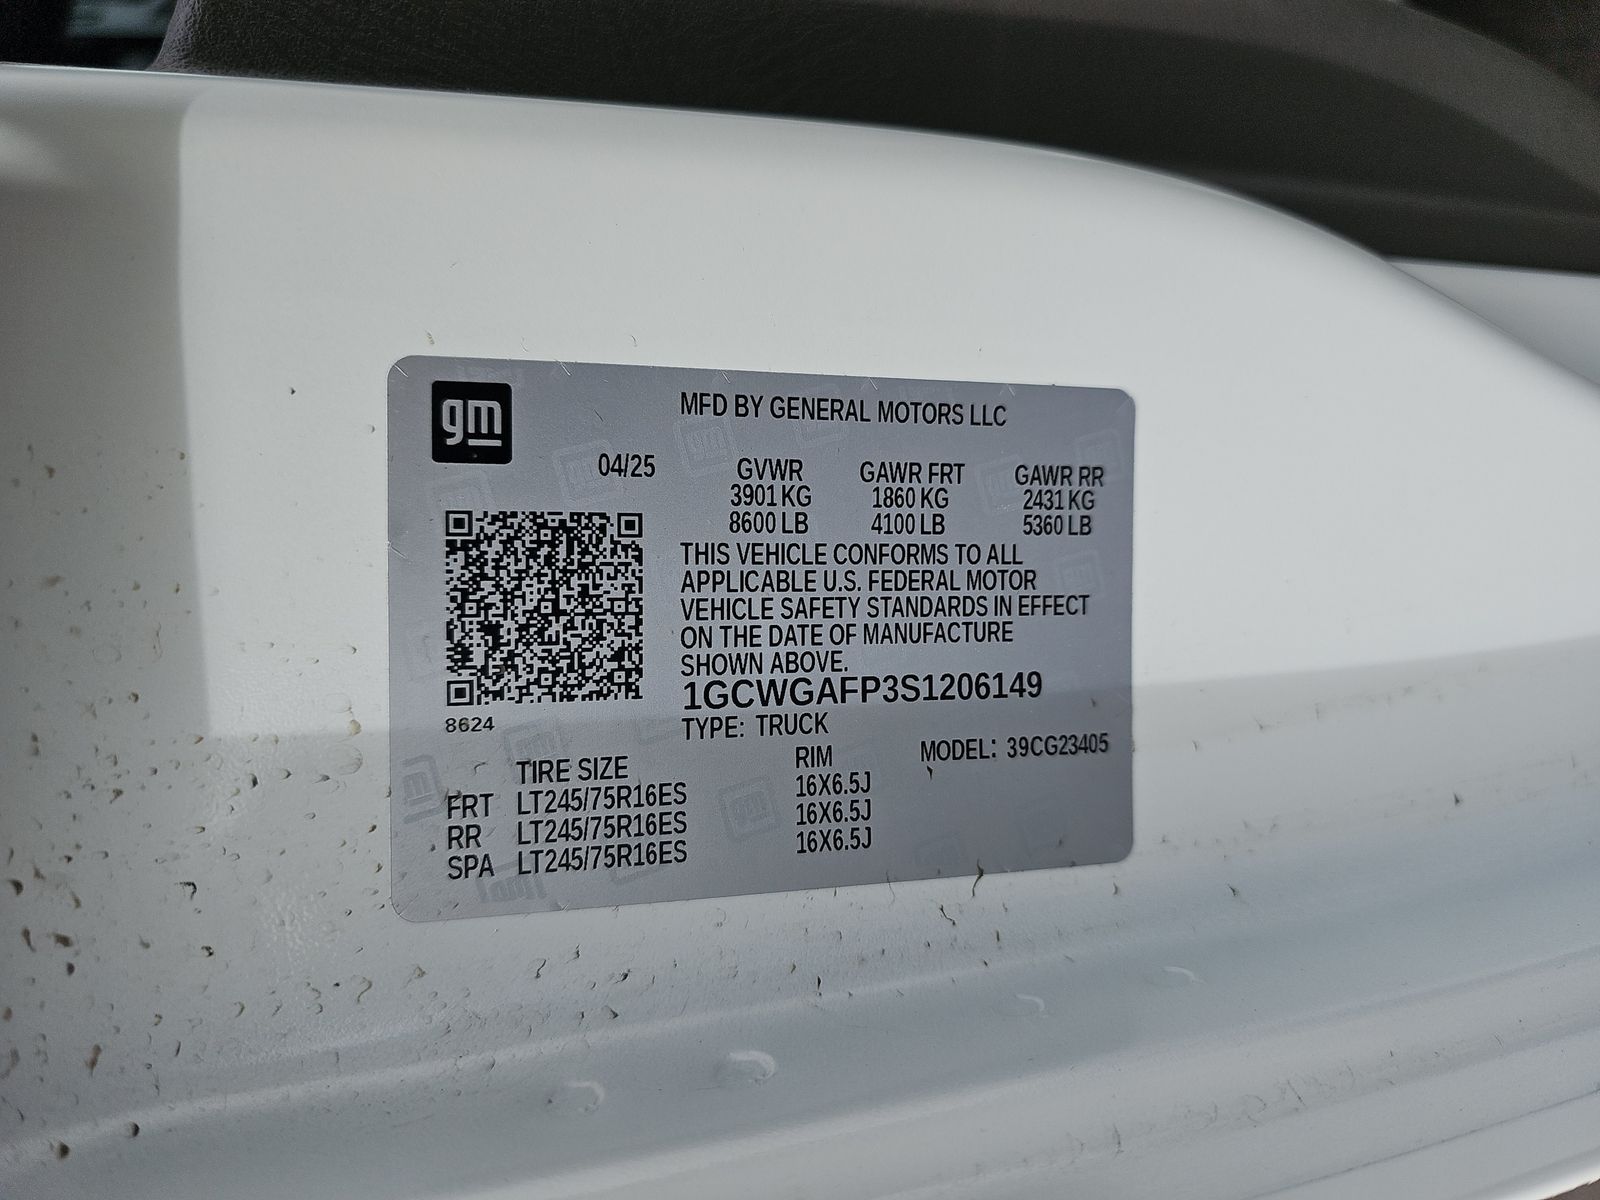 gm
MFD BY GENERAL MOTORS LLC
04/25 GVWR GAWR FRT GAWR RR
3901 KG 1860 KG 2431 KG
8600 LB 4100 LB 5360 LB
THIS VEHICLE CONFORMS TO ALL
APPLICABLE U.S. FEDERAL MOTOR
VEHICLE SAFETY STANDARDS IN EFFECT
ON THE DATE OF MANUFACTURE
SHOWN ABOVE.
1GCWGAFP3S1206149
8624
TYPE: TRUCK
MODEL: 39CG23405
TIRE SIZE RIM
FRT LT245/75R16ES 16X6.5J
RR LT245/75R16ES 16X6.5J
SPA LT245/75R16ES 16X6.5J